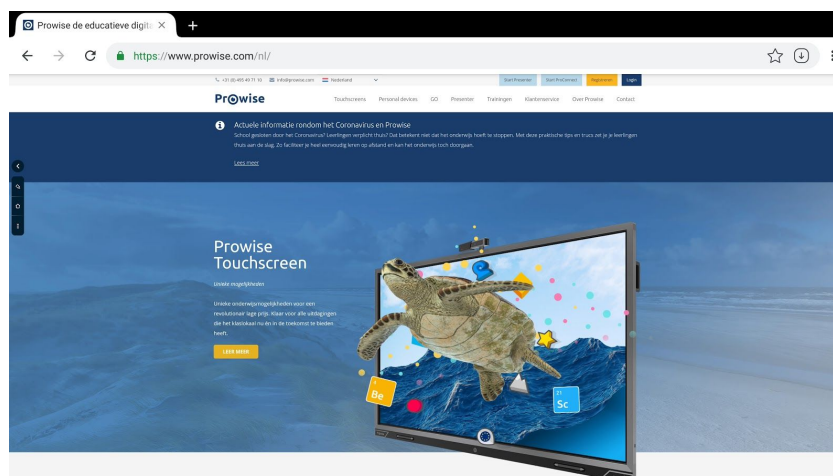 Prowise de educatieve digita
https://www.prowise.com/nl/
+31 (0) 495 49 71 10 info@prowise.com Nederland
Start Presenter Start ProConnect Registreren Login
Prowise
Touchscreens Personal devices GO Presenter Trainingen Klantenservice Over Prowise Contact
Actuele informatie rondom het Coronavirus en Prowise
School gesloten door het Coronavirus? Leerlingen verplicht thuis? Dat betekent niet dat het onderwijs hoeft te stoppen. Met deze praktische tips en trucs zet je je leerlingen
thuis aan de slag. Zo faciliteer je heel eenvoudig leren op afstand en kan het onderwijs toch doorgaan.
Lees meer
Prowise
Touchscreen
Unieke mogelijkheden
Unieke onderwijsmogelijkheden voor een
revolutionair lage prijs. Klaar voor alle uitdagingen
die het klaslokaal nu én in de toekomst te bieden
heeft.
LEES MEER
4
Be
21
Sc